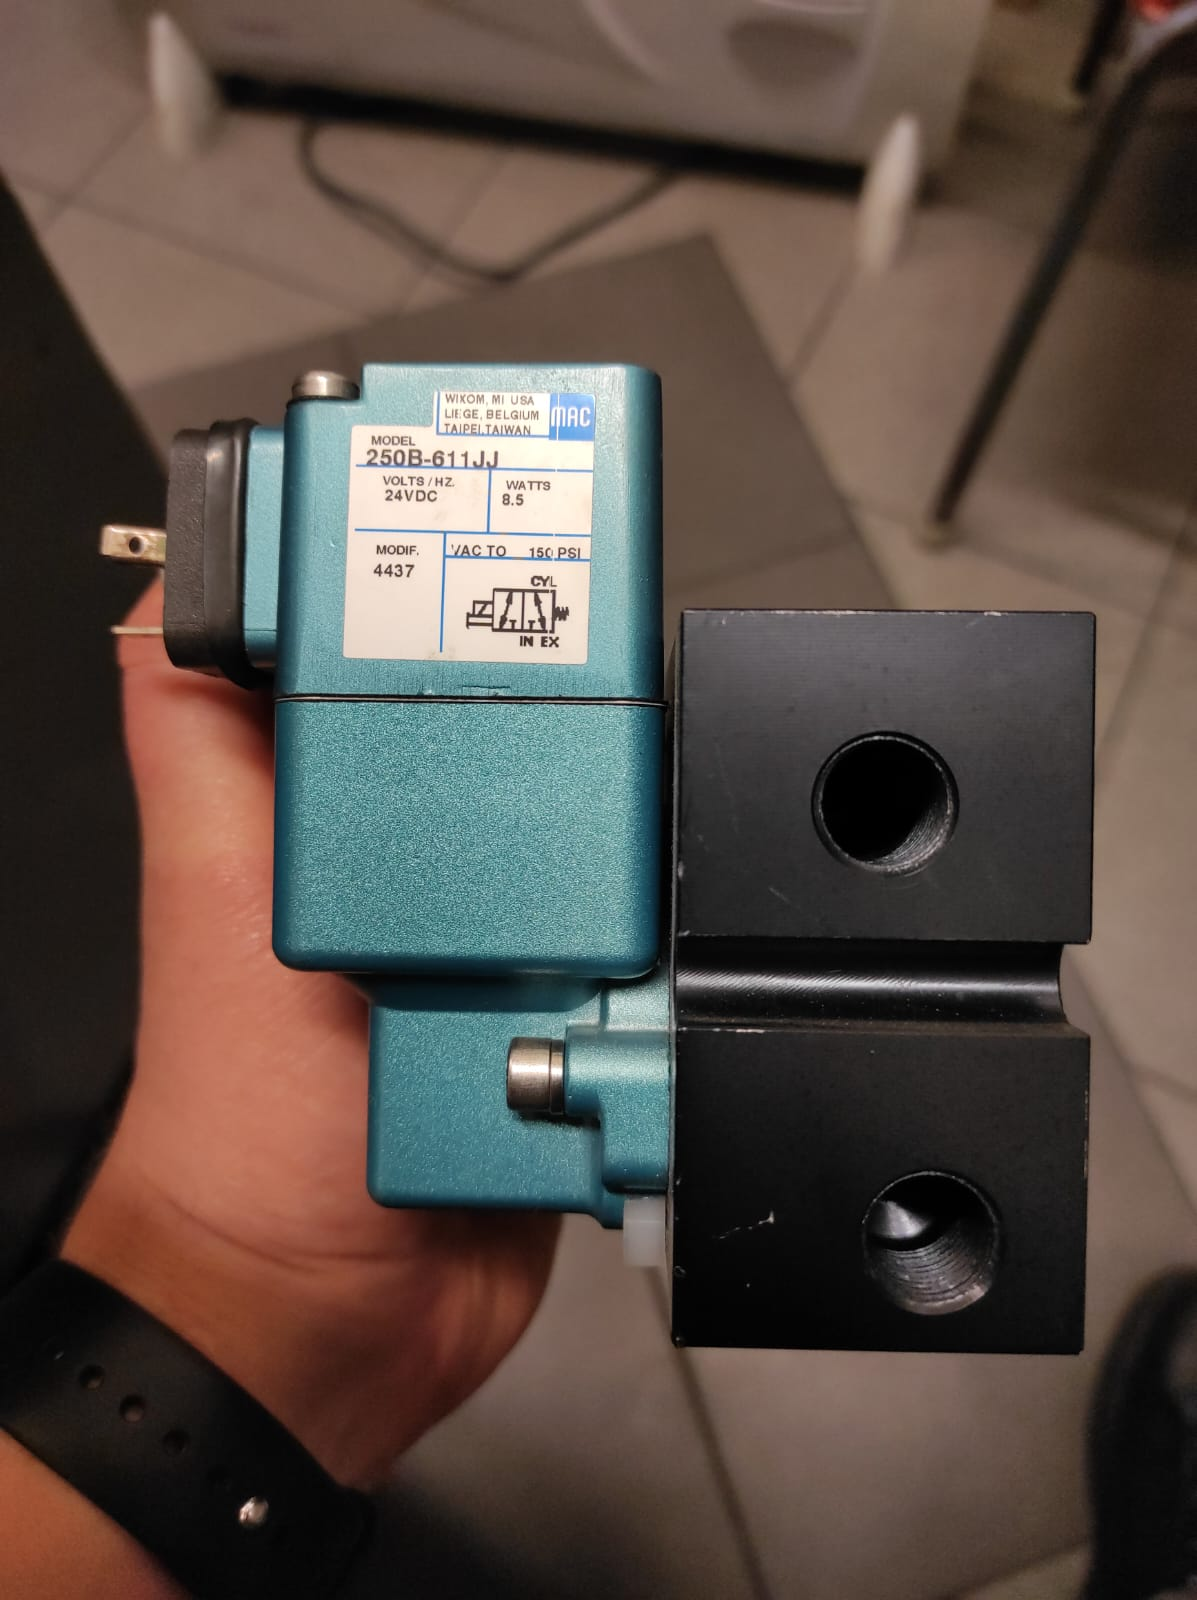 WIXOM, MI USA
LIEGE, BELGIUM
TAIPEI, TAIWAN
MAC
MODEL
250B-611JJ
VOLTS / HZ.
24VDC
WATTS
8.5
MODIF.
4437
VAC TO 150 PSI
CYL
IN EX